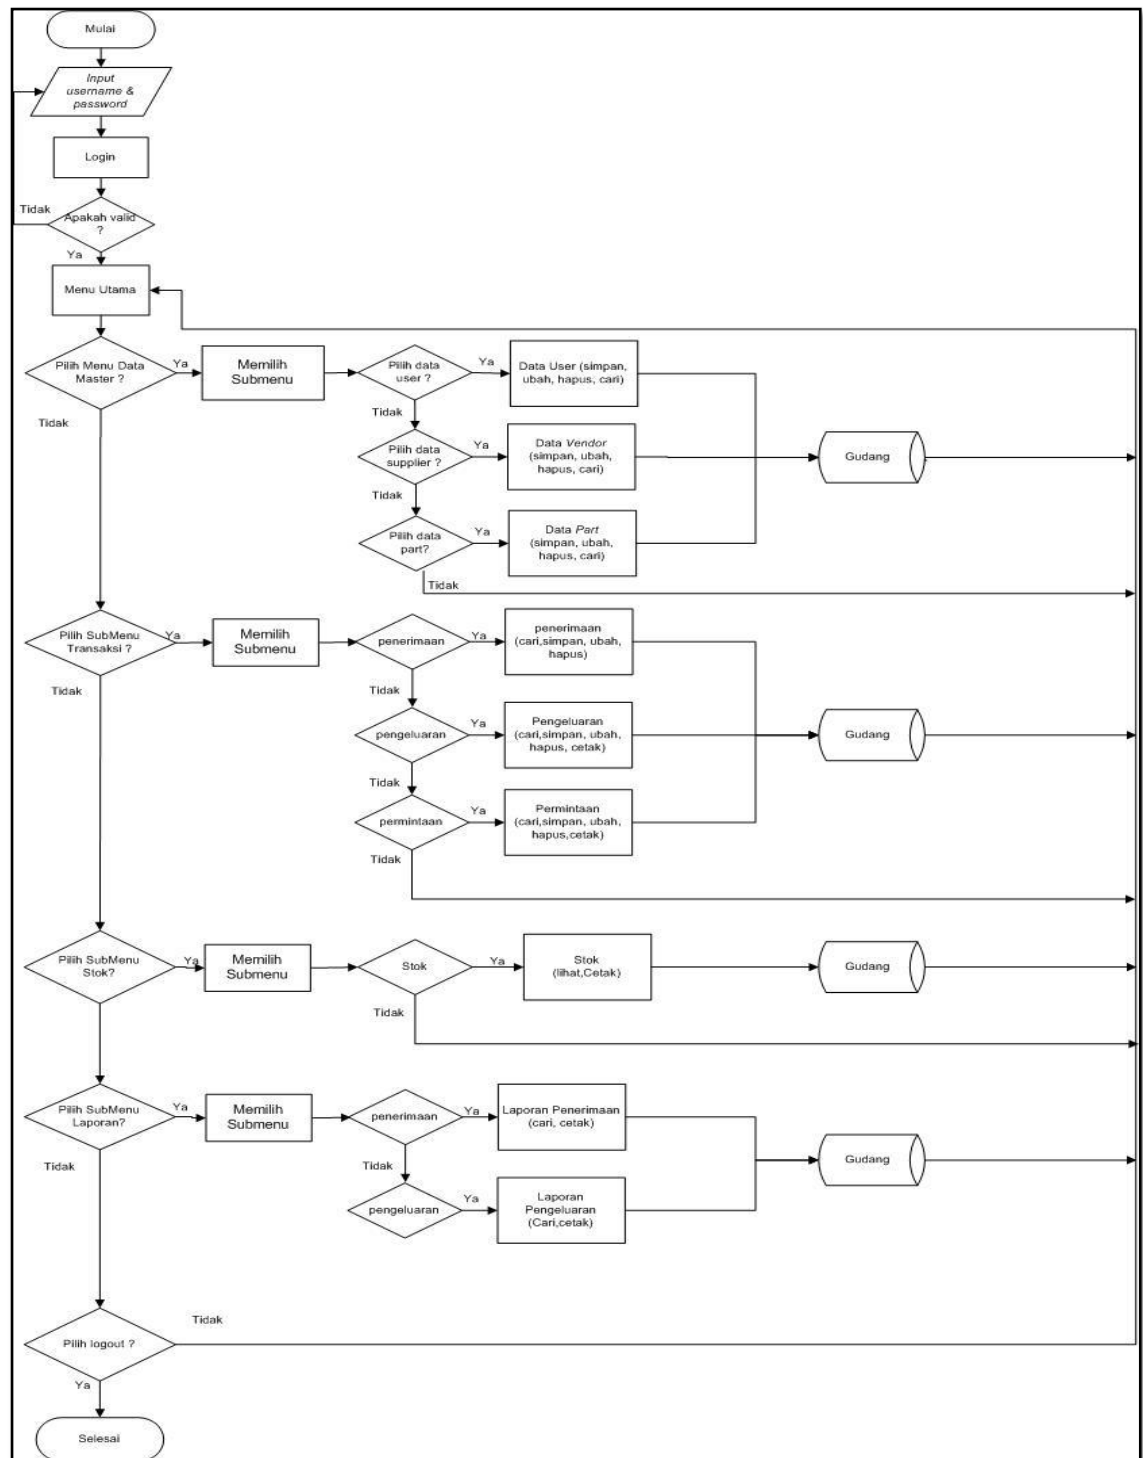 Mulai
Input
username &
password
Login
Tidak
Apakah valid
?
Ya
Menu Utama
Pilih Menu Data
Master ?
Ya
Memilih
Submenu
Pilih data
user ?
Ya
Data User (simpan,
ubah, hapus, cari)
Tidak
Tidak
Pilih data
supplier ?
Ya
Data Vendor
(simpan, ubah,
hapus, cari)
Gudang
Tidak
Pilih data
part?
Ya
Data Part
(simpan, ubah,
hapus, cari)
Tidak
Pilih SubMenu
Transaksi ?
Ya
Memilih
Submenu
penerimaan
Ya
penerimaan
(cari,simpan, ubah,
hapus)
Tidak
Tidak
pengeluaran
Ya
Pengeluaran
(cari,simpan, ubah,
hapus, cetak)
Gudang
Tidak
permintaan
Ya
Permintaan
(cari,simpan, ubah,
hapus,cetak)
Tidak
Pilih SubMenu
Stok?
Ya
Memilih
Submenu
Stok
Ya
Stok
(lihat,Cetak)
Gudang
Tidak
Pilih SubMenu
Laporan?
Ya
Memilih
Submenu
penerimaan
Ya
Laporan Penerimaan
(cari, cetak)
Gudang
Tidak
Tidak
pengeluaran
Ya
Laporan
Pengeluaran
(Cari,cetak)
Tidak
Pilih logout ?
Ya
Selesai